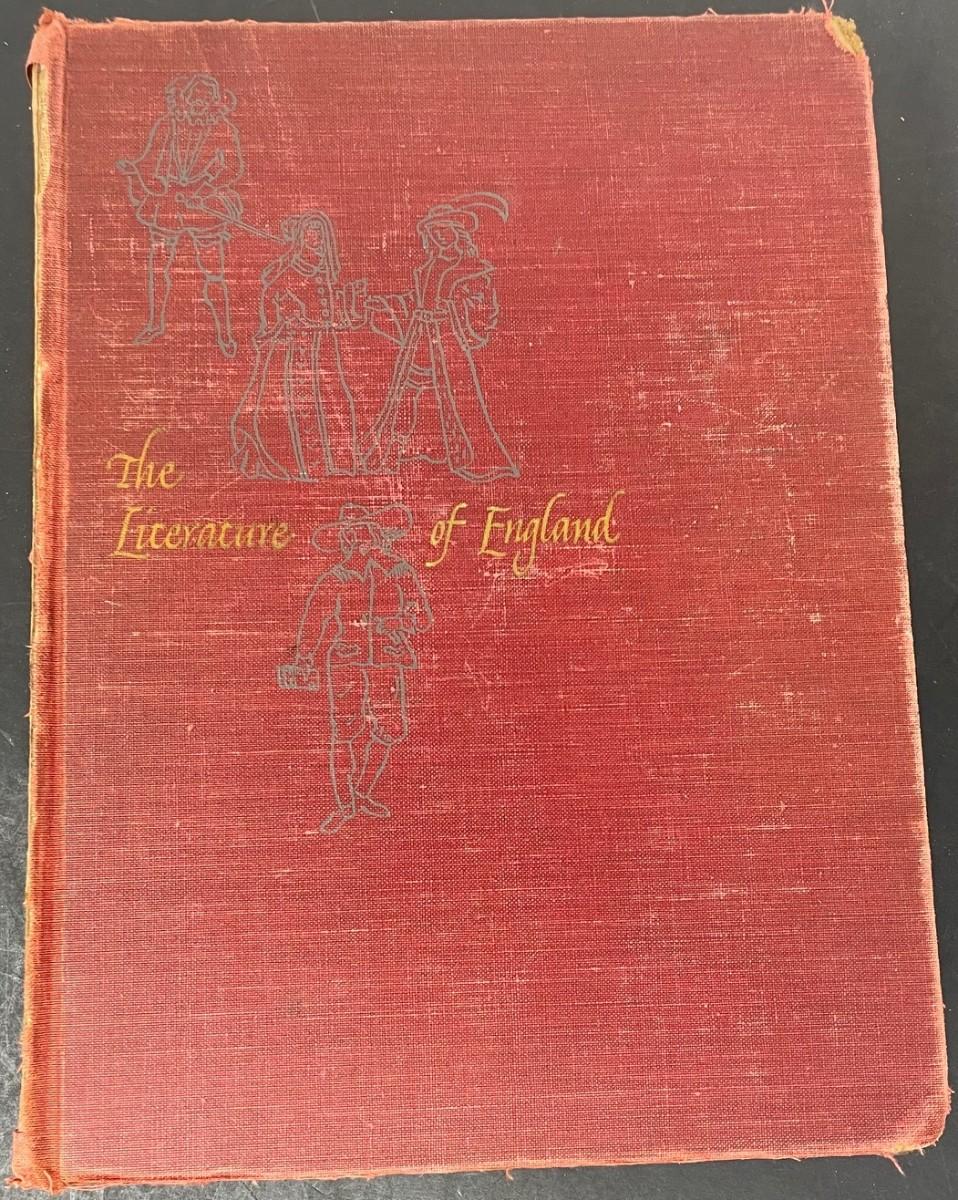 The
Literature of England